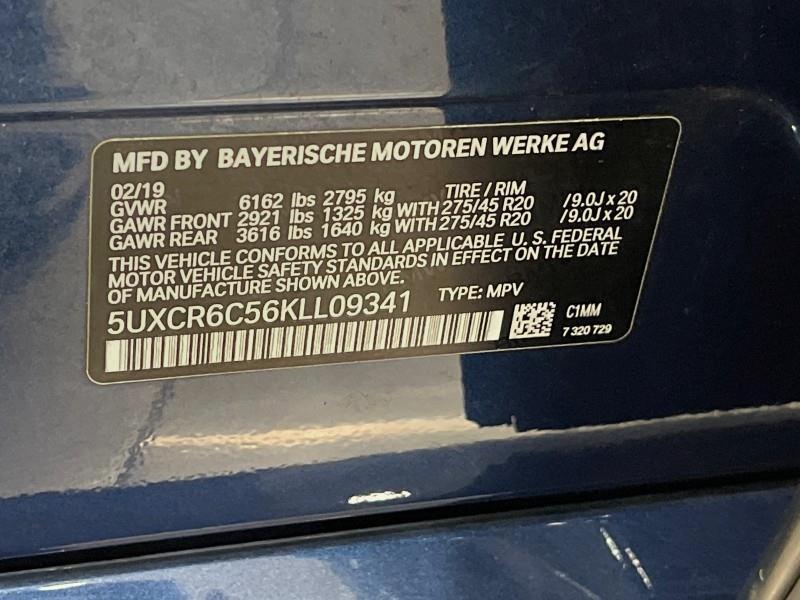 MFD BY BAYERISCHE MOTOREN WERKE AG
02/19 TIRE / RIM
GVWR 6162 lbs 2795 kg
GAWR FRONT 2921 lbs 1325 kg WITH 275/45 R20 /9.0J x 20
GAWR REAR 3616 lbs 1640 kg WITH 275/45 R20 /9.0J x 20
THIS VEHICLE CONFORMS TO ALL APPLICABLE U. S. FEDERAL
MOTOR VEHICLE SAFETY STANDARDS IN EFFECT ON THE DATE
OF MANUFACTURE SHOWN ABOVE.
5UXCR6C56KLL09341 TYPE: MPV
C1MM
7 320 729